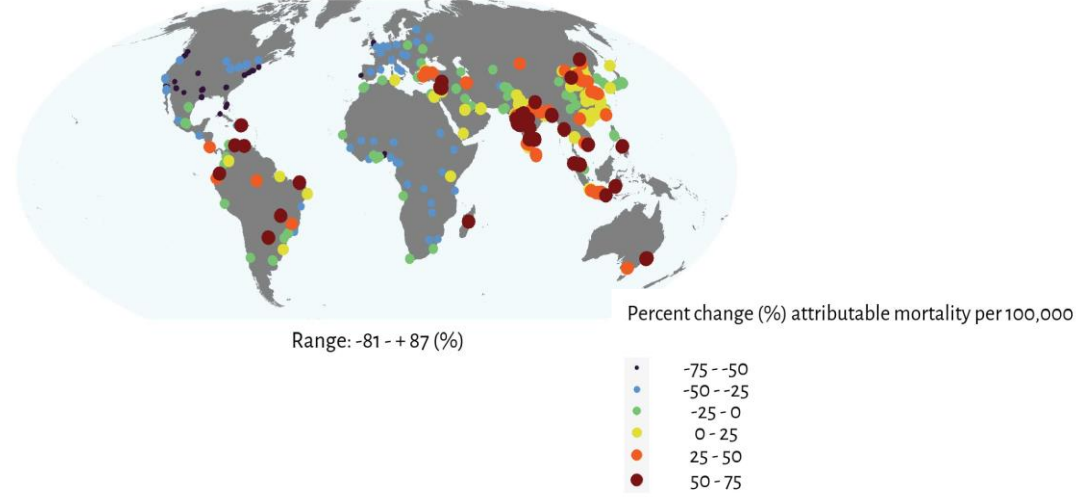 Range: -81 - + 87 (%)
Percent change (%) attributable mortality per 100,000
-75 - -50
-50 - -25
-25 - 0
0 - 25
25 - 50
50 - 75